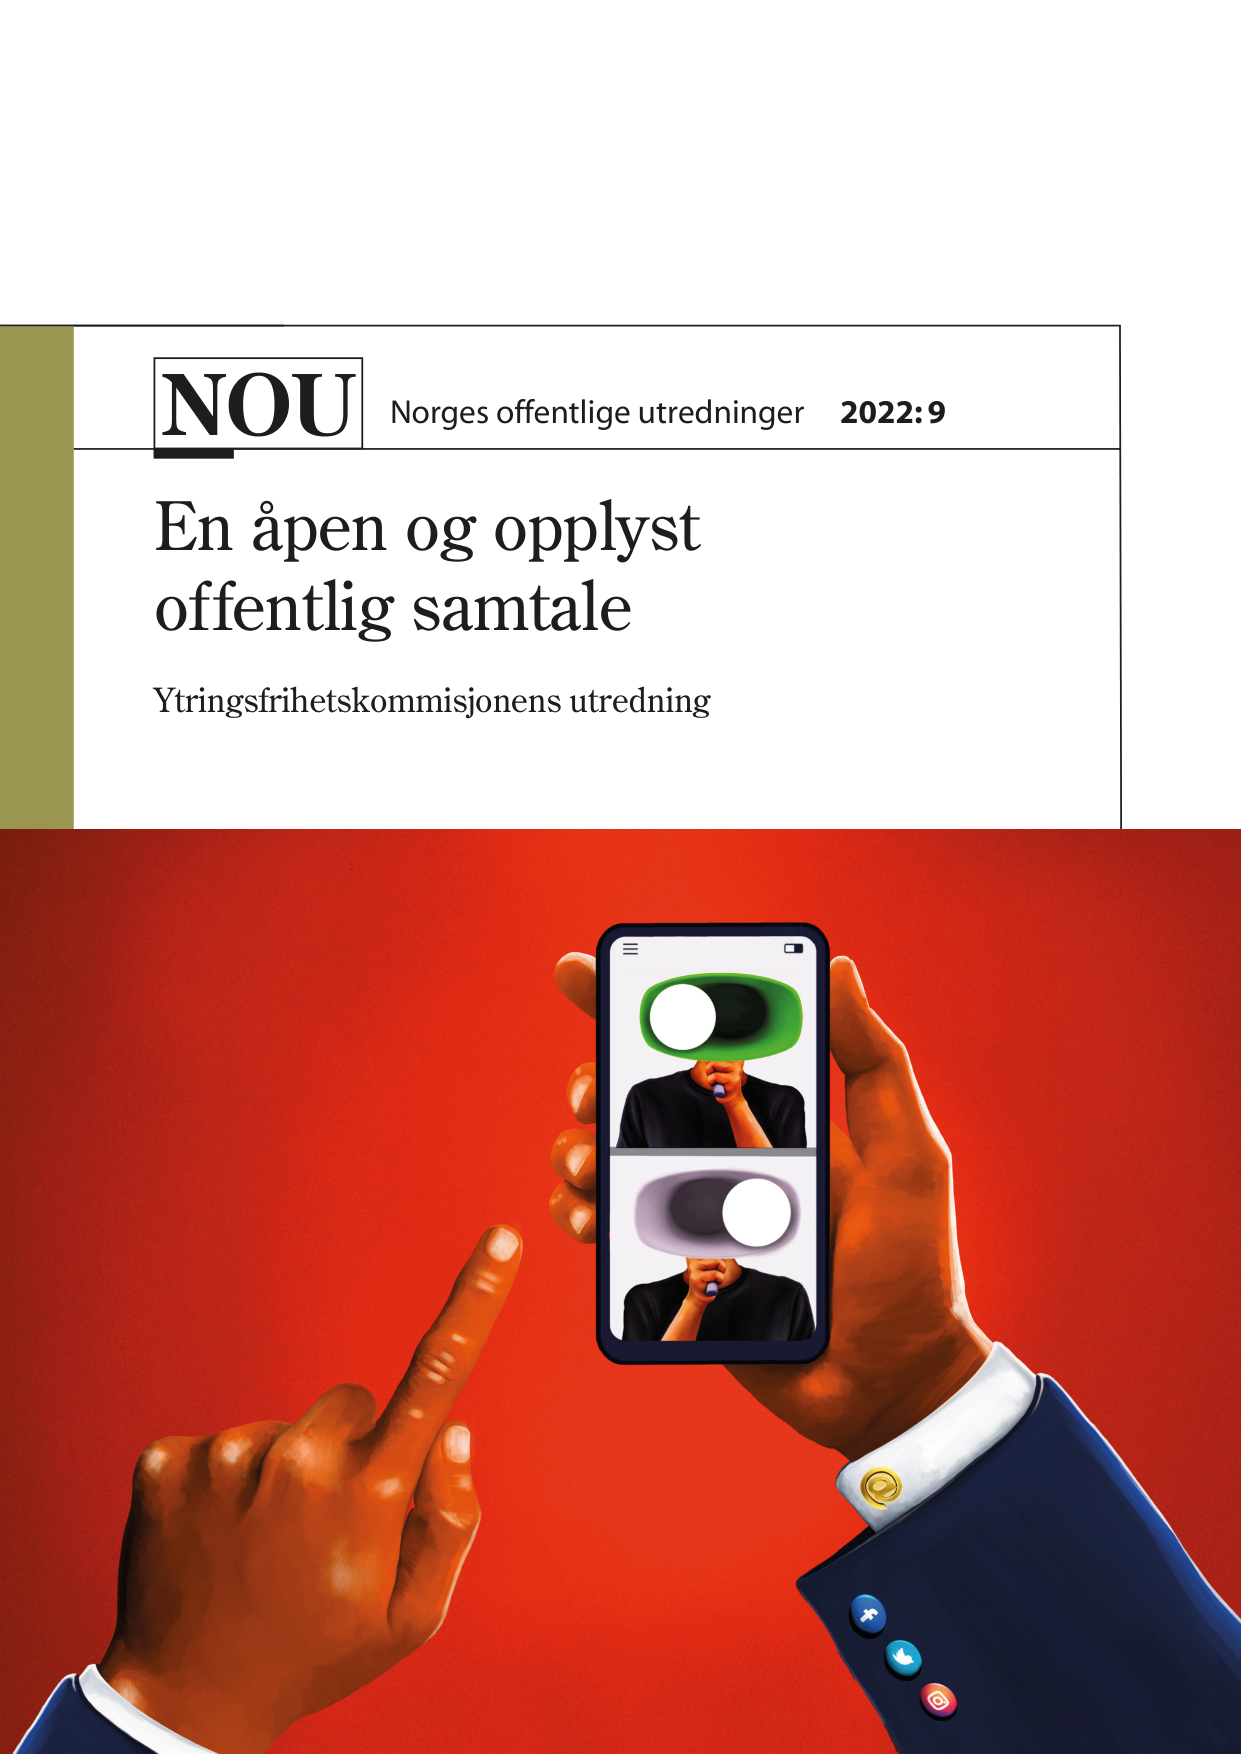 NOU Norges offentlige utredninger 2022: 9
En åpen og opplyst
offentlig samtale
Ytringsfrihetskommisjonens utredning